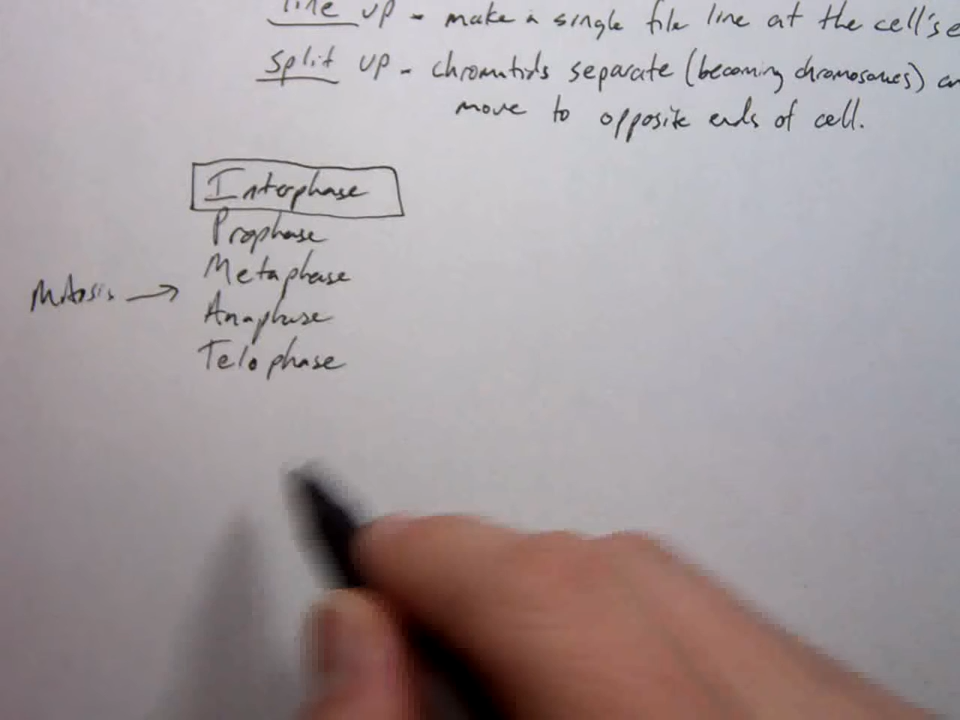 line up - make a single file line at the cell's
split up - chromatids separate (becoming chromosomes)
move to opposite ends of cell.
Interphase
Prophase
Metaphase
Mitosis →
Anaphase
Telophase